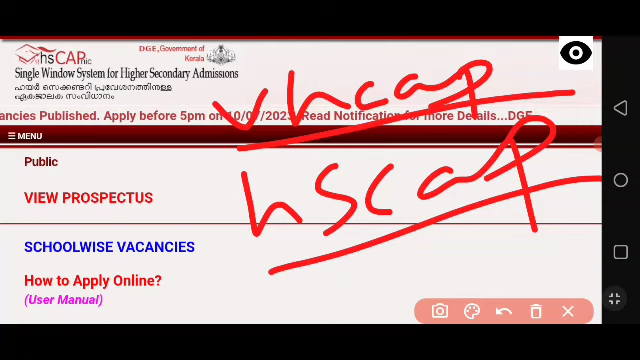 hsCAPnic
DGE, Government of
Kerala
Single Window System for Higher Secondary Admissions
ഹയർ സെക്കണ്ടറി പ്രവേശനത്തിനുള്ള
ഏകജാലക സംവിധാനം
vhcap
ancies Published. Apply before 5pm on 10/0 /2023 Read Notification for more Details...DGE
MENU
Public
hscap
VIEW PROSPECTUS
SCHOOLWISE VACANCIES
How to Apply Online?
(User Manual)